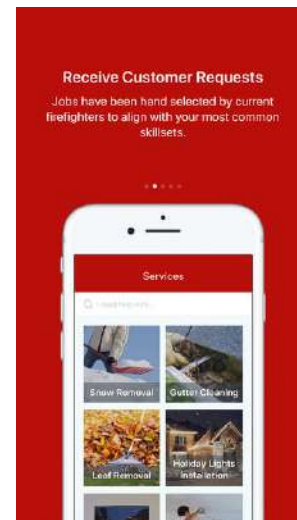 Receive Customer Requests
Jobs have been hand selected by current
firefighters to align with your most common
skillsets.
Services
Snow Removal
Gutter Cleaning
Leaf Removal
Holiday Lights
Installation